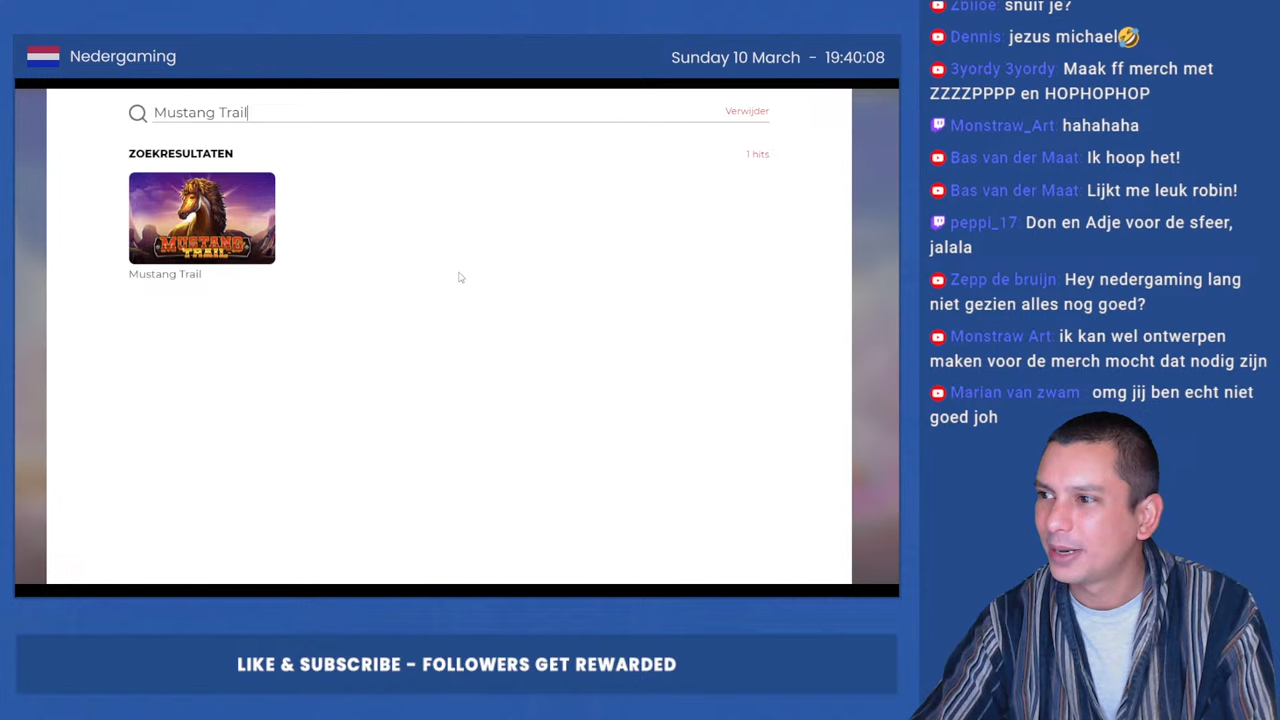 Nedergaming
Sunday 10 March - 19:40:08
Mustang Trail
Verwijder
ZOEKRESULTATEN
1 hits
MUSTANG
TRAIL
Mustang Trail
LIKE & SUBSCRIBE - FOLLOWERS GET REWARDED
Zblioe: snuif je?
Dennis: jezus michael🤣
3yordy 3yordy: Maak ff merch met
ZZZZPPPP en HOPHOPHOP
Monstraw_Art: hahahaha
Bas van der Maat: Ik hoop het!
Bas van der Maat: Lijkt me leuk robin!
peppi_17: Don en Adje voor de sfeer,
jalala
Zepp de bruijn: Hey nedergaming lang
niet gezien alles nog goed?
Monstraw Art: ik kan wel ontwerpen
maken voor de merch mocht dat nodig zijn
Marian van zwam: omg jij ben echt niet
goed joh